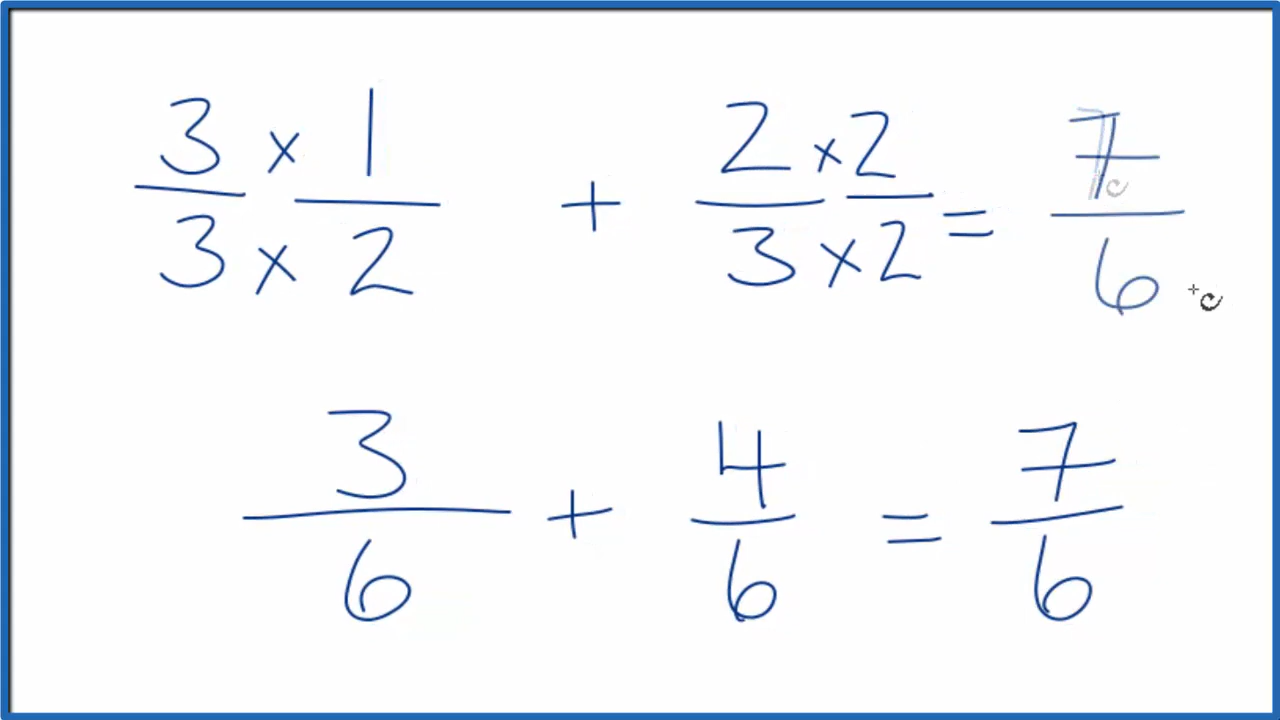 3/3 × 1/2 + 2/3 × 2/2 = 7/6
3/6 + 4/6 = 7/6